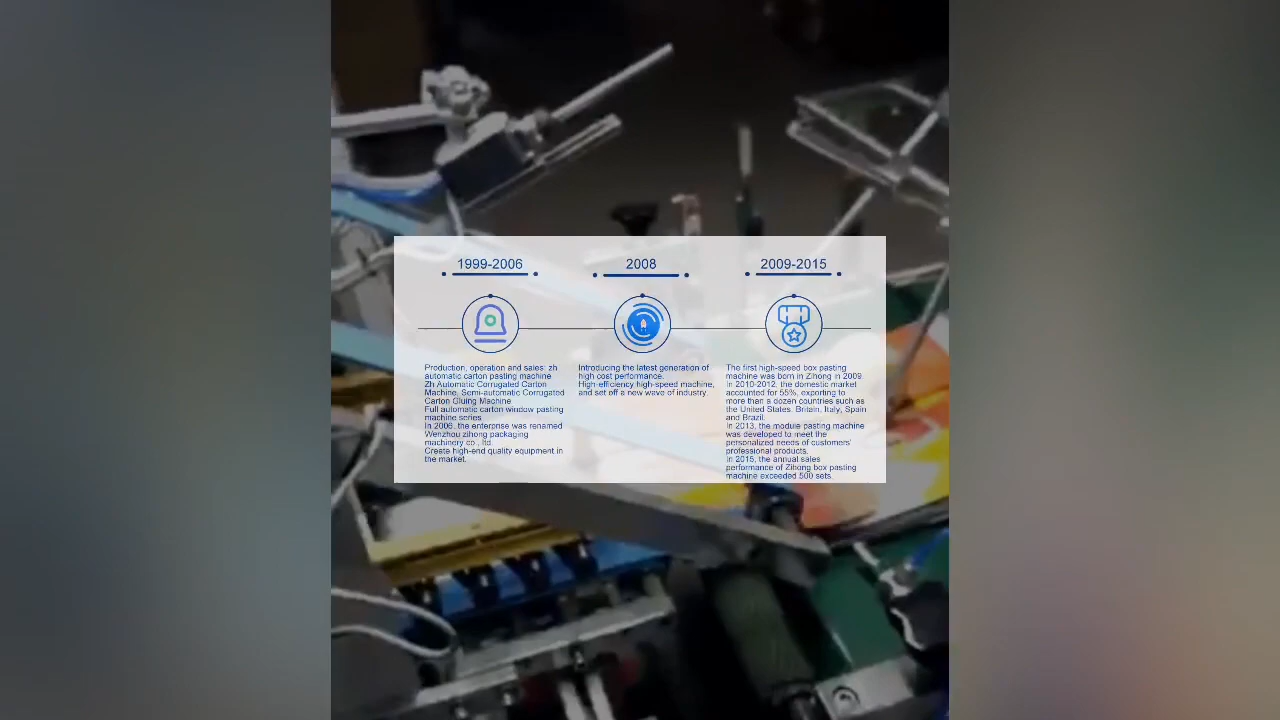 1999-2006
2008
2009-2015
Production, operation and sales: zh
automatic carton pasting machine
Zh Automatic Corrugated Carton
Machine, Semi-automatic Corrugated
Carton Gluing Machine
Full automatic carton window pasting
machine series
In 2006, the enterprise was renamed
Wenzhou zihong packaging
machinery co., ltd.
Create high-end quality equipment in
the market.
Introducing the latest generation of
high cost performance.
High-efficiency high-speed machine,
and set off a new wave of industry.
The first high-speed box pasting
machine was born in Zihong in 2009.
In 2010-2012, the domestic market
accounted for 55%, exporting to
more than a dozen countries such as
the United States, Britain, Italy, Spain
and Brazil.
In 2013, the module pasting machine
was developed to meet the
personalized needs of customers'
professional products.
In 2015, the annual sales
performance of Zihong box pasting
machine exceeded 500 sets.